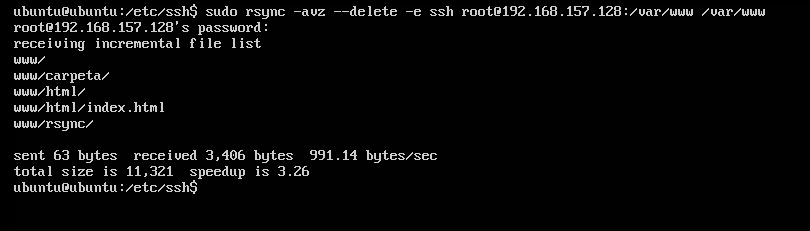 ubuntu@ubuntu:/etc/ssh$ sudo rsync -avz --delete -e ssh root@192.168.157.128:/var/www /var/www
root@192.168.157.128's password:
receiving incremental file list
www/
www/carpeta/
www/html/
www/html/index.html
www/rsync/
sent 63 bytes  received 3,406 bytes  991.14 bytes/sec
total size is 11,321  speedup is 3.26
ubuntu@ubuntu:/etc/ssh$